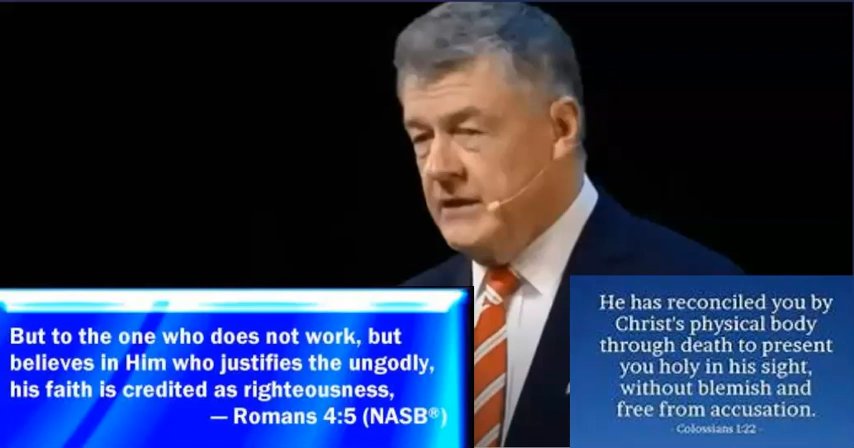 But to the one who does not work, but
believes in Him who justifies the ungodly,
his faith is credited as righteousness,
— Romans 4:5 (NASB®)
He has reconciled you by
Christ's physical body
through death to present
you holy in his sight,
without blemish and
free from accusation.
- Colossians 1:22 -